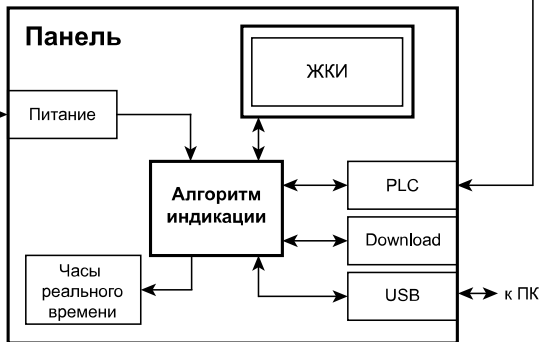 Панель
ЖКИ
Питание
Алгоритм
индикации
PLC
Download
USB
к ПК
Часы
реального
времени